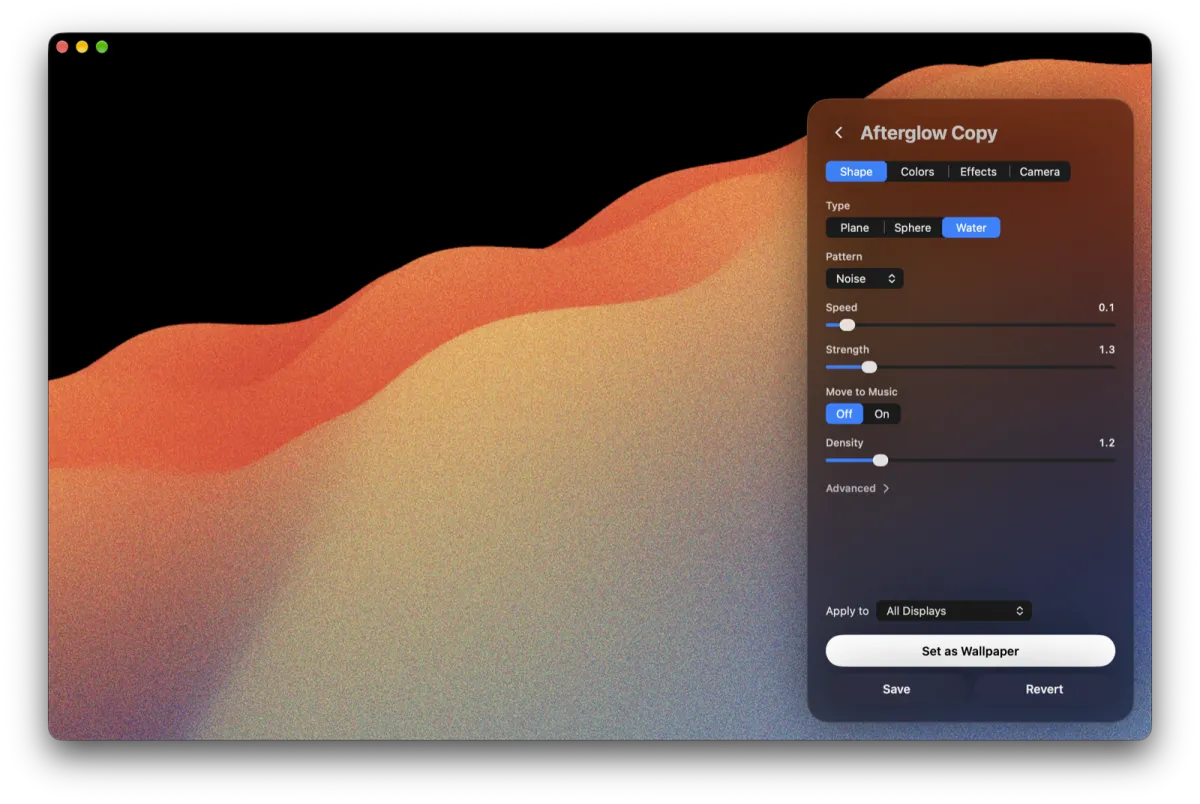 Afterglow Copy
Shape Colors Effects Camera
Type
Plane Sphere Water
Pattern
Noise
Speed 0.1
Strength 1.3
Move to Music
Off On
Density 1.2
Advanced
Apply to All Displays
Set as Wallpaper
Save Revert